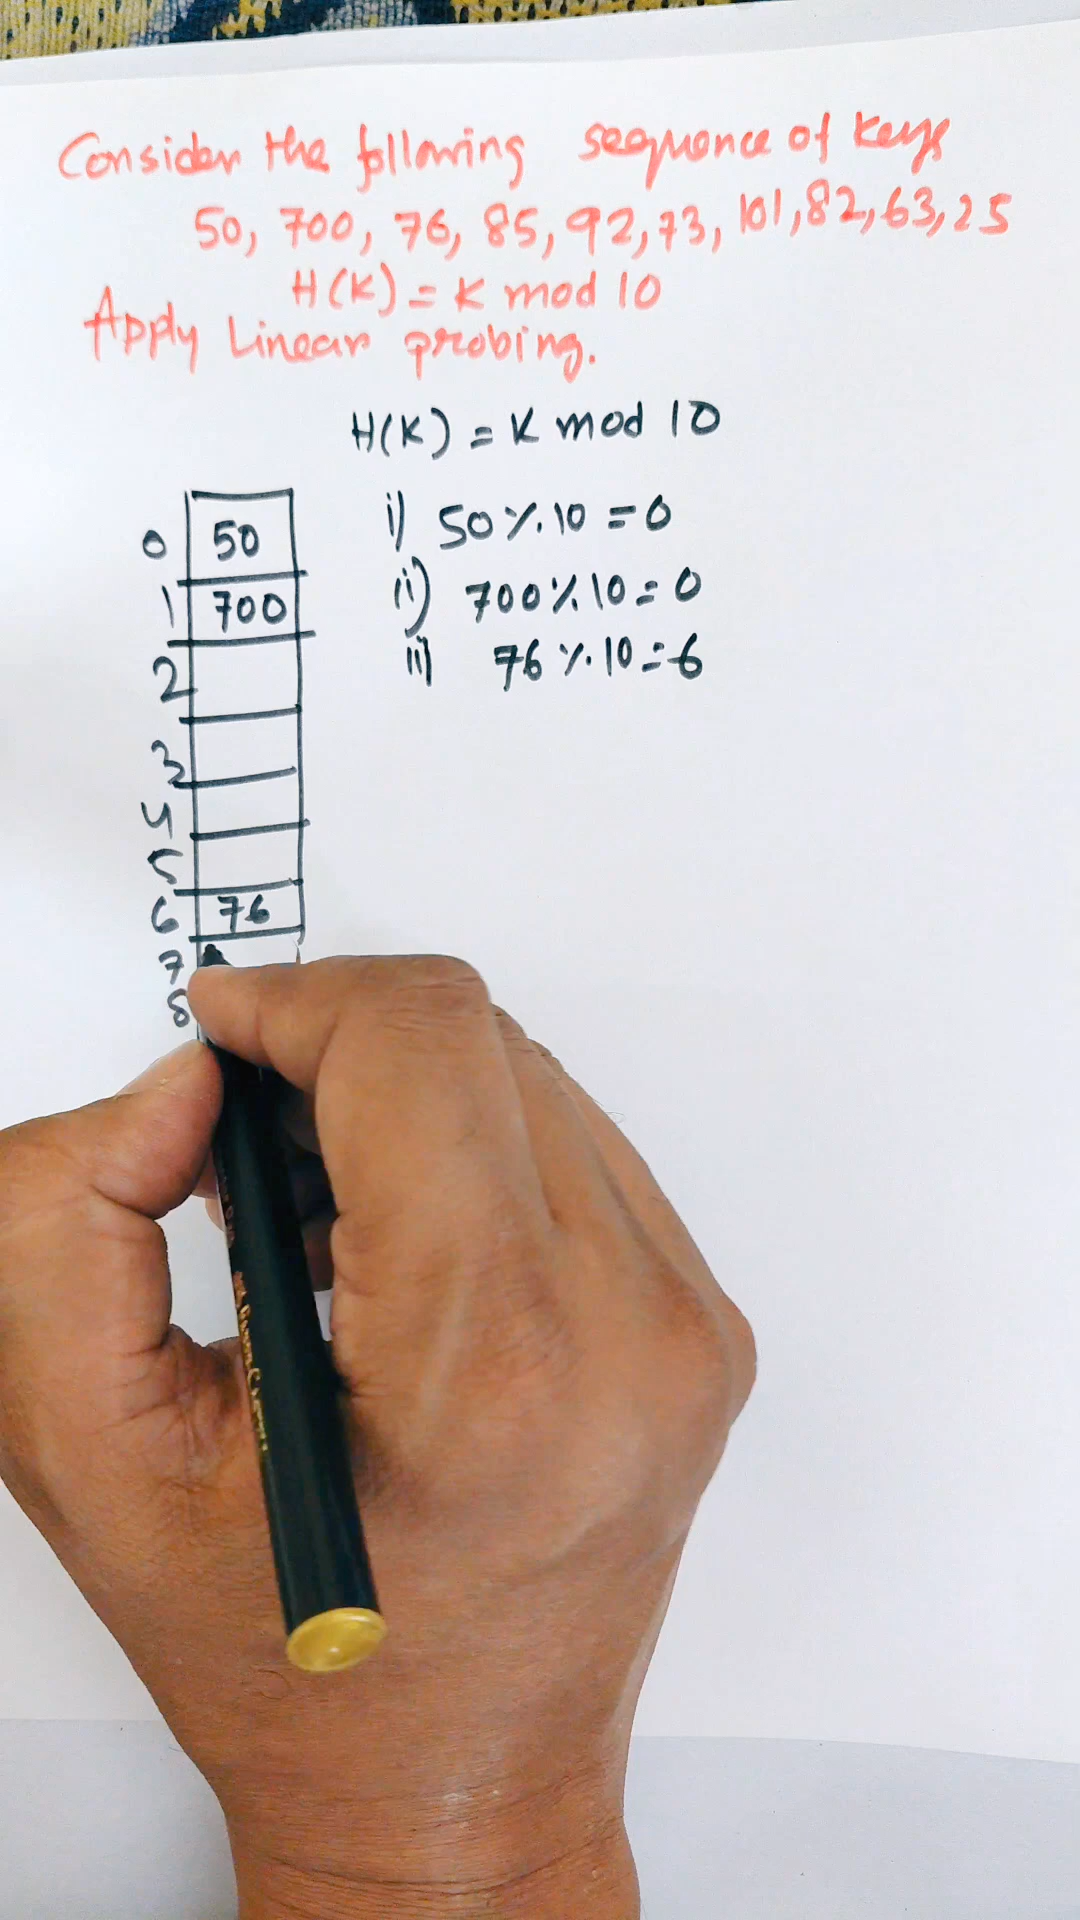 Consider the following sequence of keys
50, 700, 76, 85, 92, 73, 101, 82, 63, 25
H(K) = K mod 10
Apply Linear probing.
H(K) = K mod 10
0 50
1 700
2
3
4
5
6 76
7
8
i) 50 %. 10 = 0
(i) 700 % 10 = 0
iii) 76 %. 10 = 6